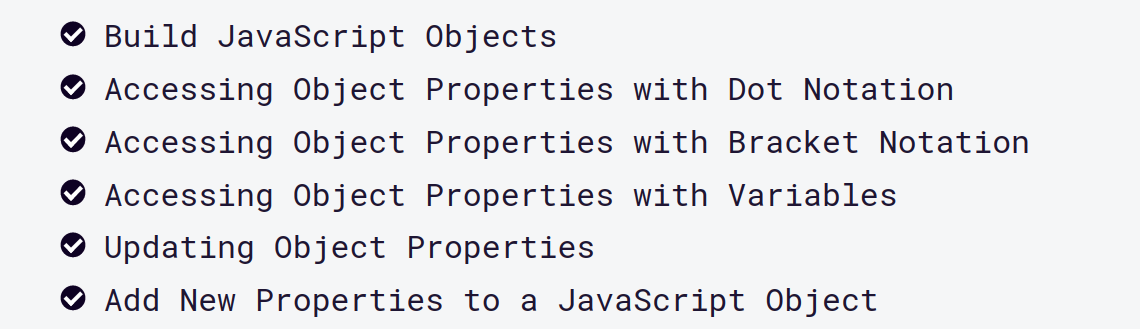 Build JavaScript Objects
Accessing Object Properties with Dot Notation
Accessing Object Properties with Bracket Notation
Accessing Object Properties with Variables
Updating Object Properties
Add New Properties to a JavaScript Object